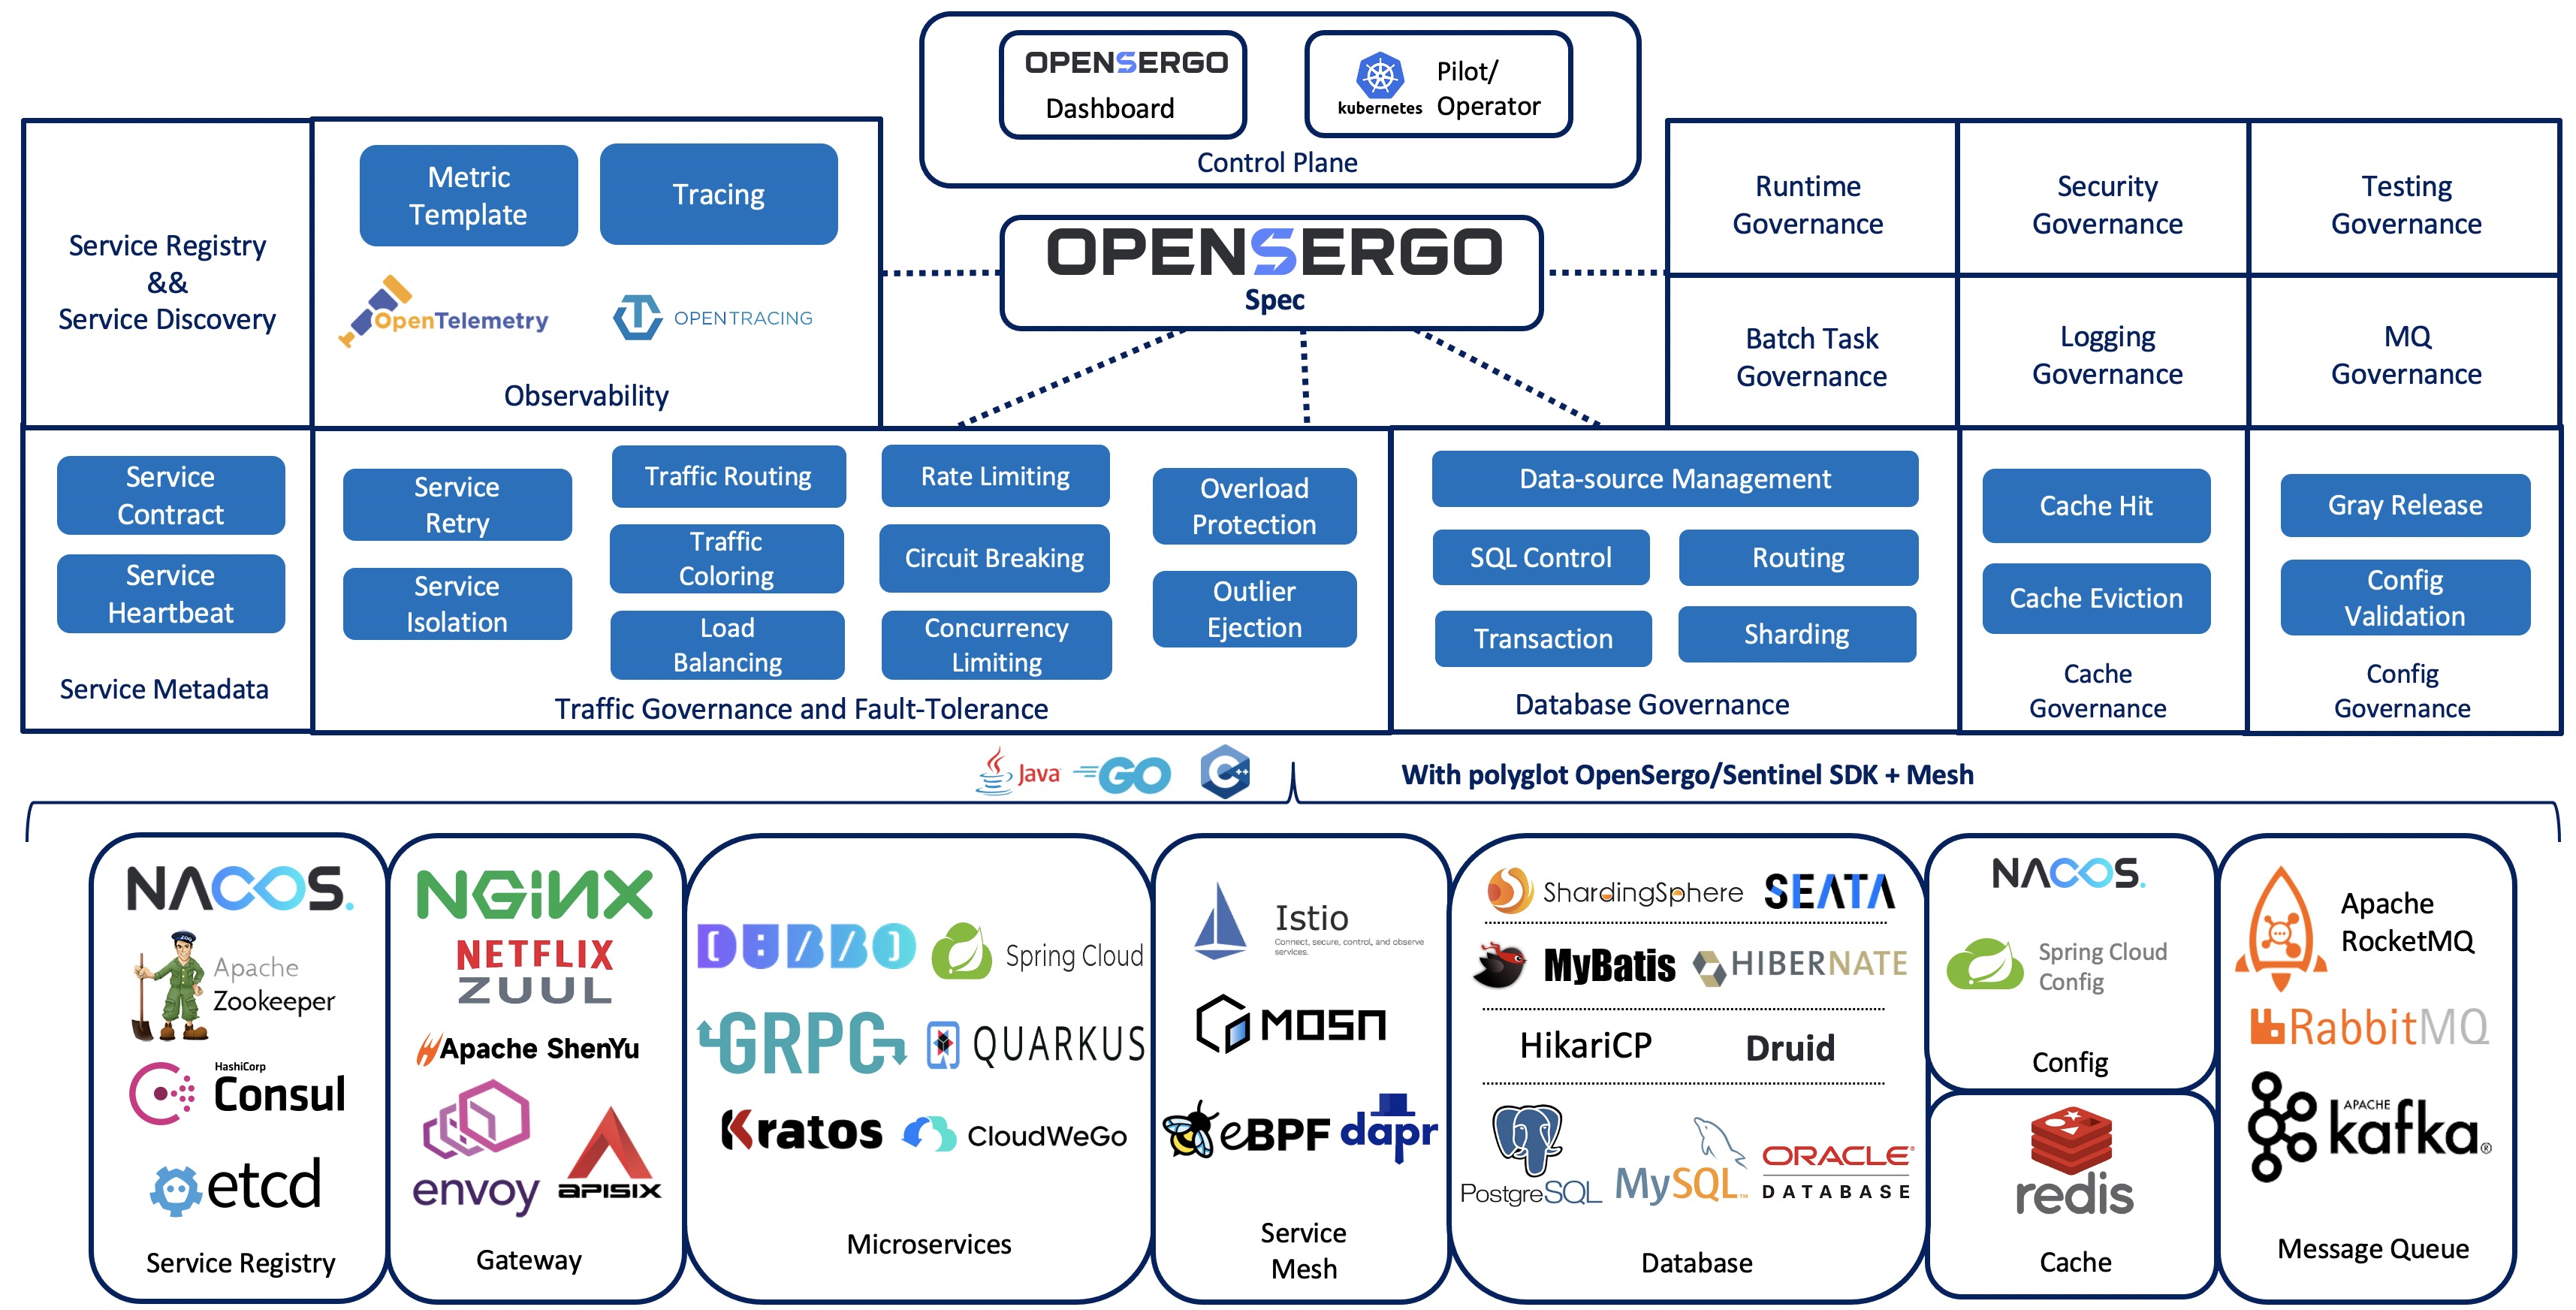 OPENSERGO
Dashboard
kubernetes
Pilot/
Operator
Control Plane
Service Registry
&&
Service Discovery
Metric
Template
Tracing
OpenTelemetry
OPENTRACING
Observability
OPENSERGO
Spec
Runtime
Governance
Security
Governance
Testing
Governance
Batch Task
Governance
Logging
Governance
MQ
Governance
Service
Contract
Service
Heartbeat
Service Metadata
Service
Retry
Service
Isolation
Traffic Routing
Traffic
Coloring
Load
Balancing
Rate Limiting
Circuit Breaking
Concurrency
Limiting
Overload
Protection
Outlier
Ejection
Traffic Governance and Fault-Tolerance
Data-source Management
SQL Control
Routing
Transaction
Sharding
Database Governance
Cache Hit
Cache Eviction
Cache
Governance
Gray Release
Config
Validation
Config
Governance
Java
GO
C++
With polyglot OpenSergo/Sentinel SDK + Mesh
NACOS.
ZOO
Apache
Zookeeper
HashiCorp
Consul
etcd
Service Registry
NGINX
NETFLIX
ZUUL
Apache ShenYu
envoy
APISIX
Gateway
DUBBO
Spring Cloud
GRPC
QUARKUS
Kratos
CloudWeGo
Microservices
Istio
Connect, secure, control, and observe
services.
MOSN
eBPF
dapr
Service
Mesh
ShardingSphere
SEATA
MyBatis
HIBERNATE
HikariCP
Druid
PostgreSQL
MySQL™
ORACLE®
DATABASE
Database
NACOS.
Spring Cloud
Config
Config
redis
Cache
Apache
RocketMQ
RabbitMQ
APACHE
kafka®
Message Queue